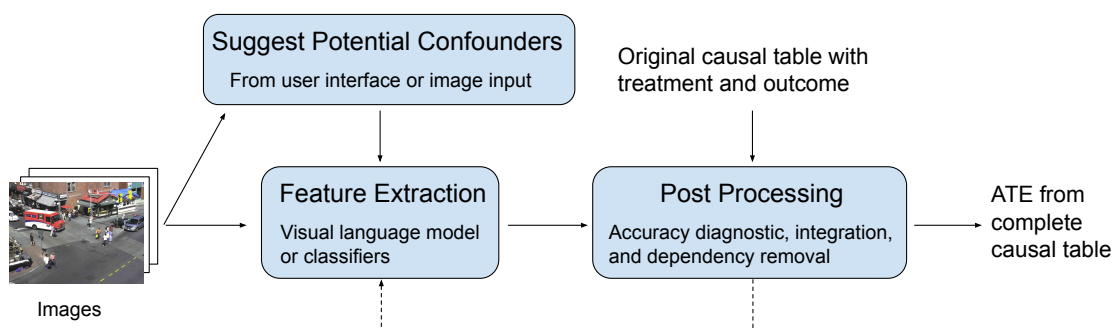 Suggest Potential Confounders
From user interface or image input
Original causal table with
treatment and outcome
Feature Extraction
Visual language model
or classifiers
Post Processing
Accuracy diagnostic, integration,
and dependency removal
ATE from
complete
causal table
Images